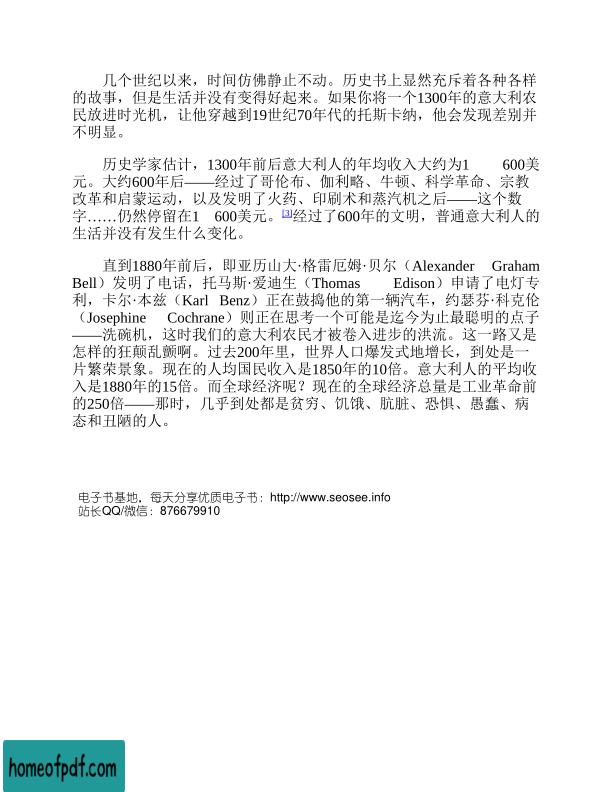 几个世纪以来，时间仿佛静止不动。历史书上显然充斥着各种各样
的故事，但是生活并没有变得好起来。如果你将一个1300年的意大利农
民放进时光机，让他穿越到19世纪70年代的托斯卡纳，他会发现差别并
不明显。
历史学家估计，1300年前后意大利人的年均收入大约为1 600美
元。大约600年后——经过了哥伦布、伽利略、牛顿、科学革命、宗教
改革和启蒙运动，以及发明了火药、印刷术和蒸汽机之后——这个数
字……仍然停留在1 600美元。[3]经过了600年的文明，普通意大利人的
生活并没有发生什么变化。
直到1880年前后，即亚历山大·格雷厄姆·贝尔（Alexander Graham
Bell）发明了电话，托马斯·爱迪生（Thomas Edison）申请了电灯专
利，卡尔·本兹（Karl Benz）正在鼓捣他的第一辆汽车，约瑟芬·科克伦
（Josephine Cochrane）则正在思考一个可能是迄今为止最聪明的点子
——洗碗机，这时我们的意大利农民才被卷入进步的洪流。这一路又是
怎样的狂颠乱颤啊。过去200年里，世界人口爆发式地增长，到处是一
片繁荣景象。现在的人均国民收入是1850年的10倍。意大利人的平均收
入是1880年的15倍。而全球经济呢？现在的全球经济总量是工业革命前
的250倍——那时，几乎到处都是贫穷、饥饿、肮脏、恐惧、愚蠢、病
态和丑陋的人。
电子书基地，每天分享优质电子书：http://www.seosee.info
站长QQ/微信：876679910
homeofpdf.com